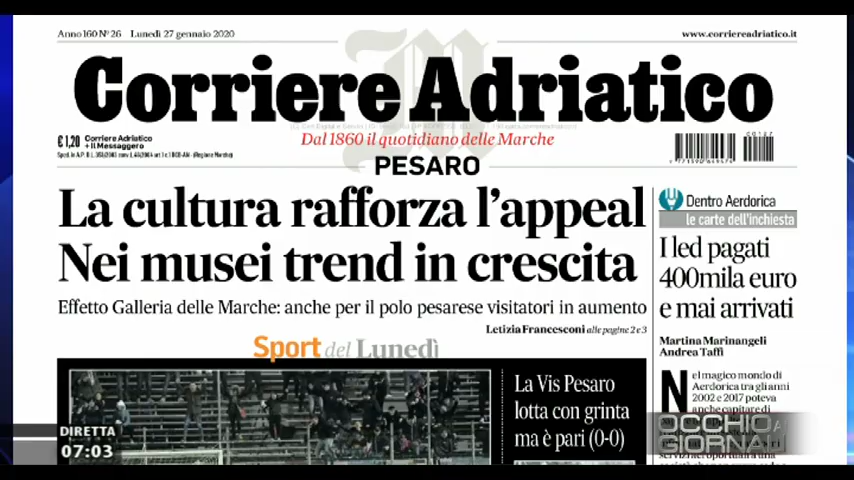 Anno 160 N° 26 Lunedì 27 gennaio 2020
www.corriereadriatico.it
Corriere Adriatico
Dal 1860 il quotidiano delle Marche
€ 1,20 Corriere Adriatico
+ Il Messaggero
PESARO
La cultura rafforza l'appeal
Nei musei trend in crescita
Effetto Galleria delle Marche: anche per il polo pesarese visitatori in aumento
Letizia Francesconi alle pagine 2 e 3
Dentro Aerdorica
le carte dell'inchiesta
I led pagati
400mila euro
e mai arrivati
Martina Marinangeli
Andrea Taffi
Nel magico mondo di
Aerdorica tra gli anni
2002 e 2017 poteva
anche capitare di
Sport del Lunedì
La Vis Pesaro
lotta con grinta
ma è pari (0-0)
DIRETTA
07:03
OCCHIO AI
GIORNALI